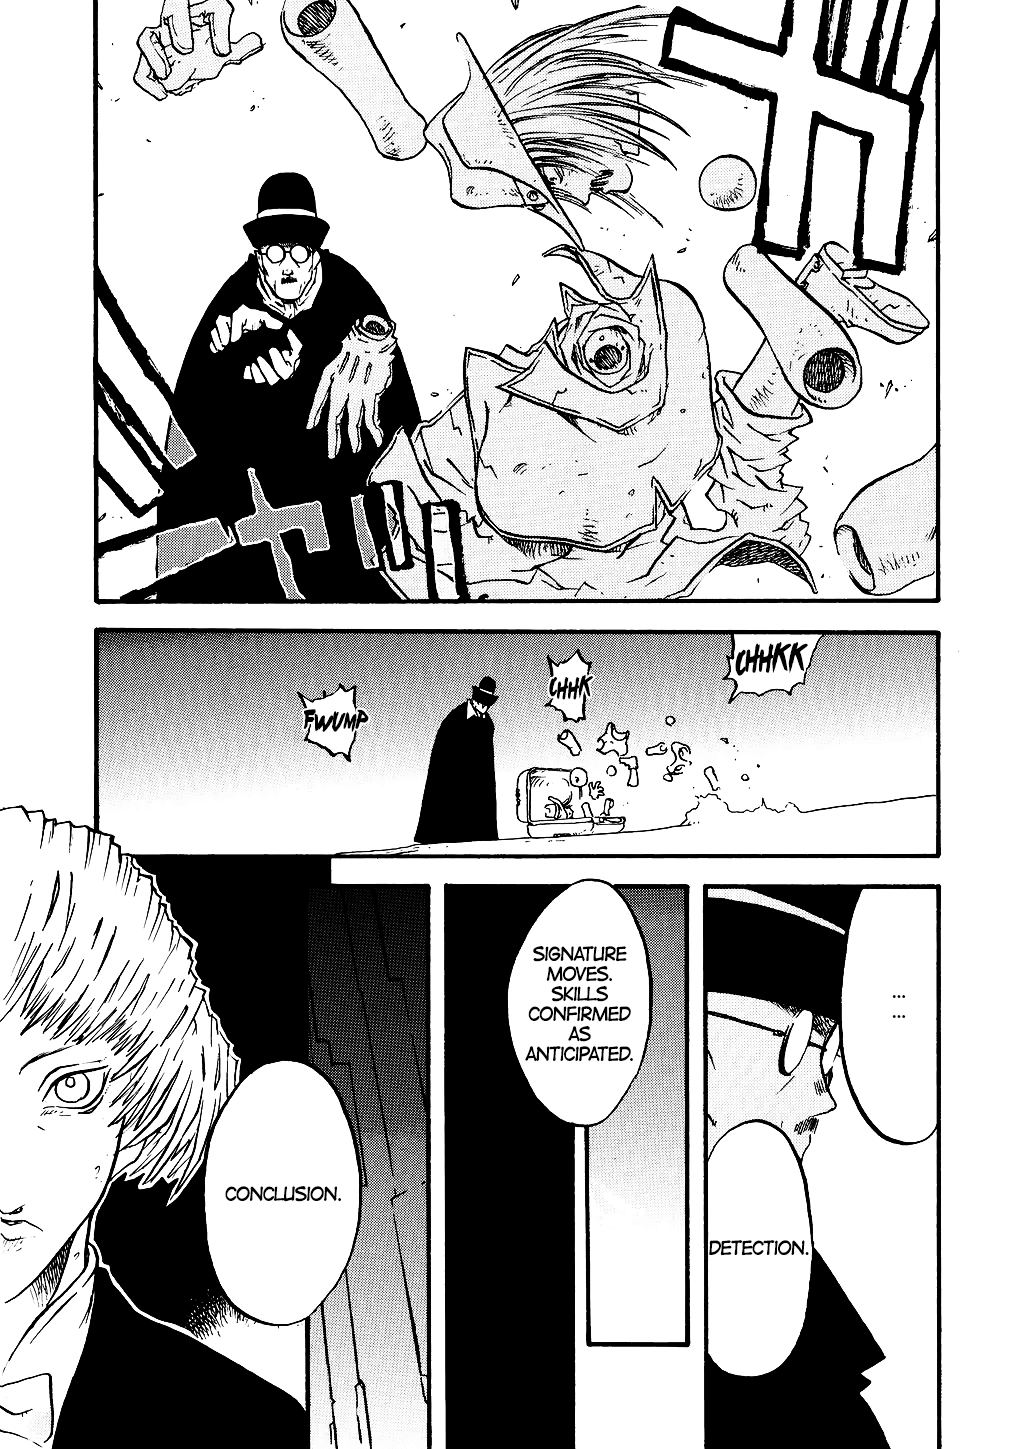 CHHKK
CHHK
FWUMP
...
...
DETECTION.
SIGNATURE
MOVES.
SKILLS
CONFIRMED
AS
ANTICIPATED.
CONCLUSION.